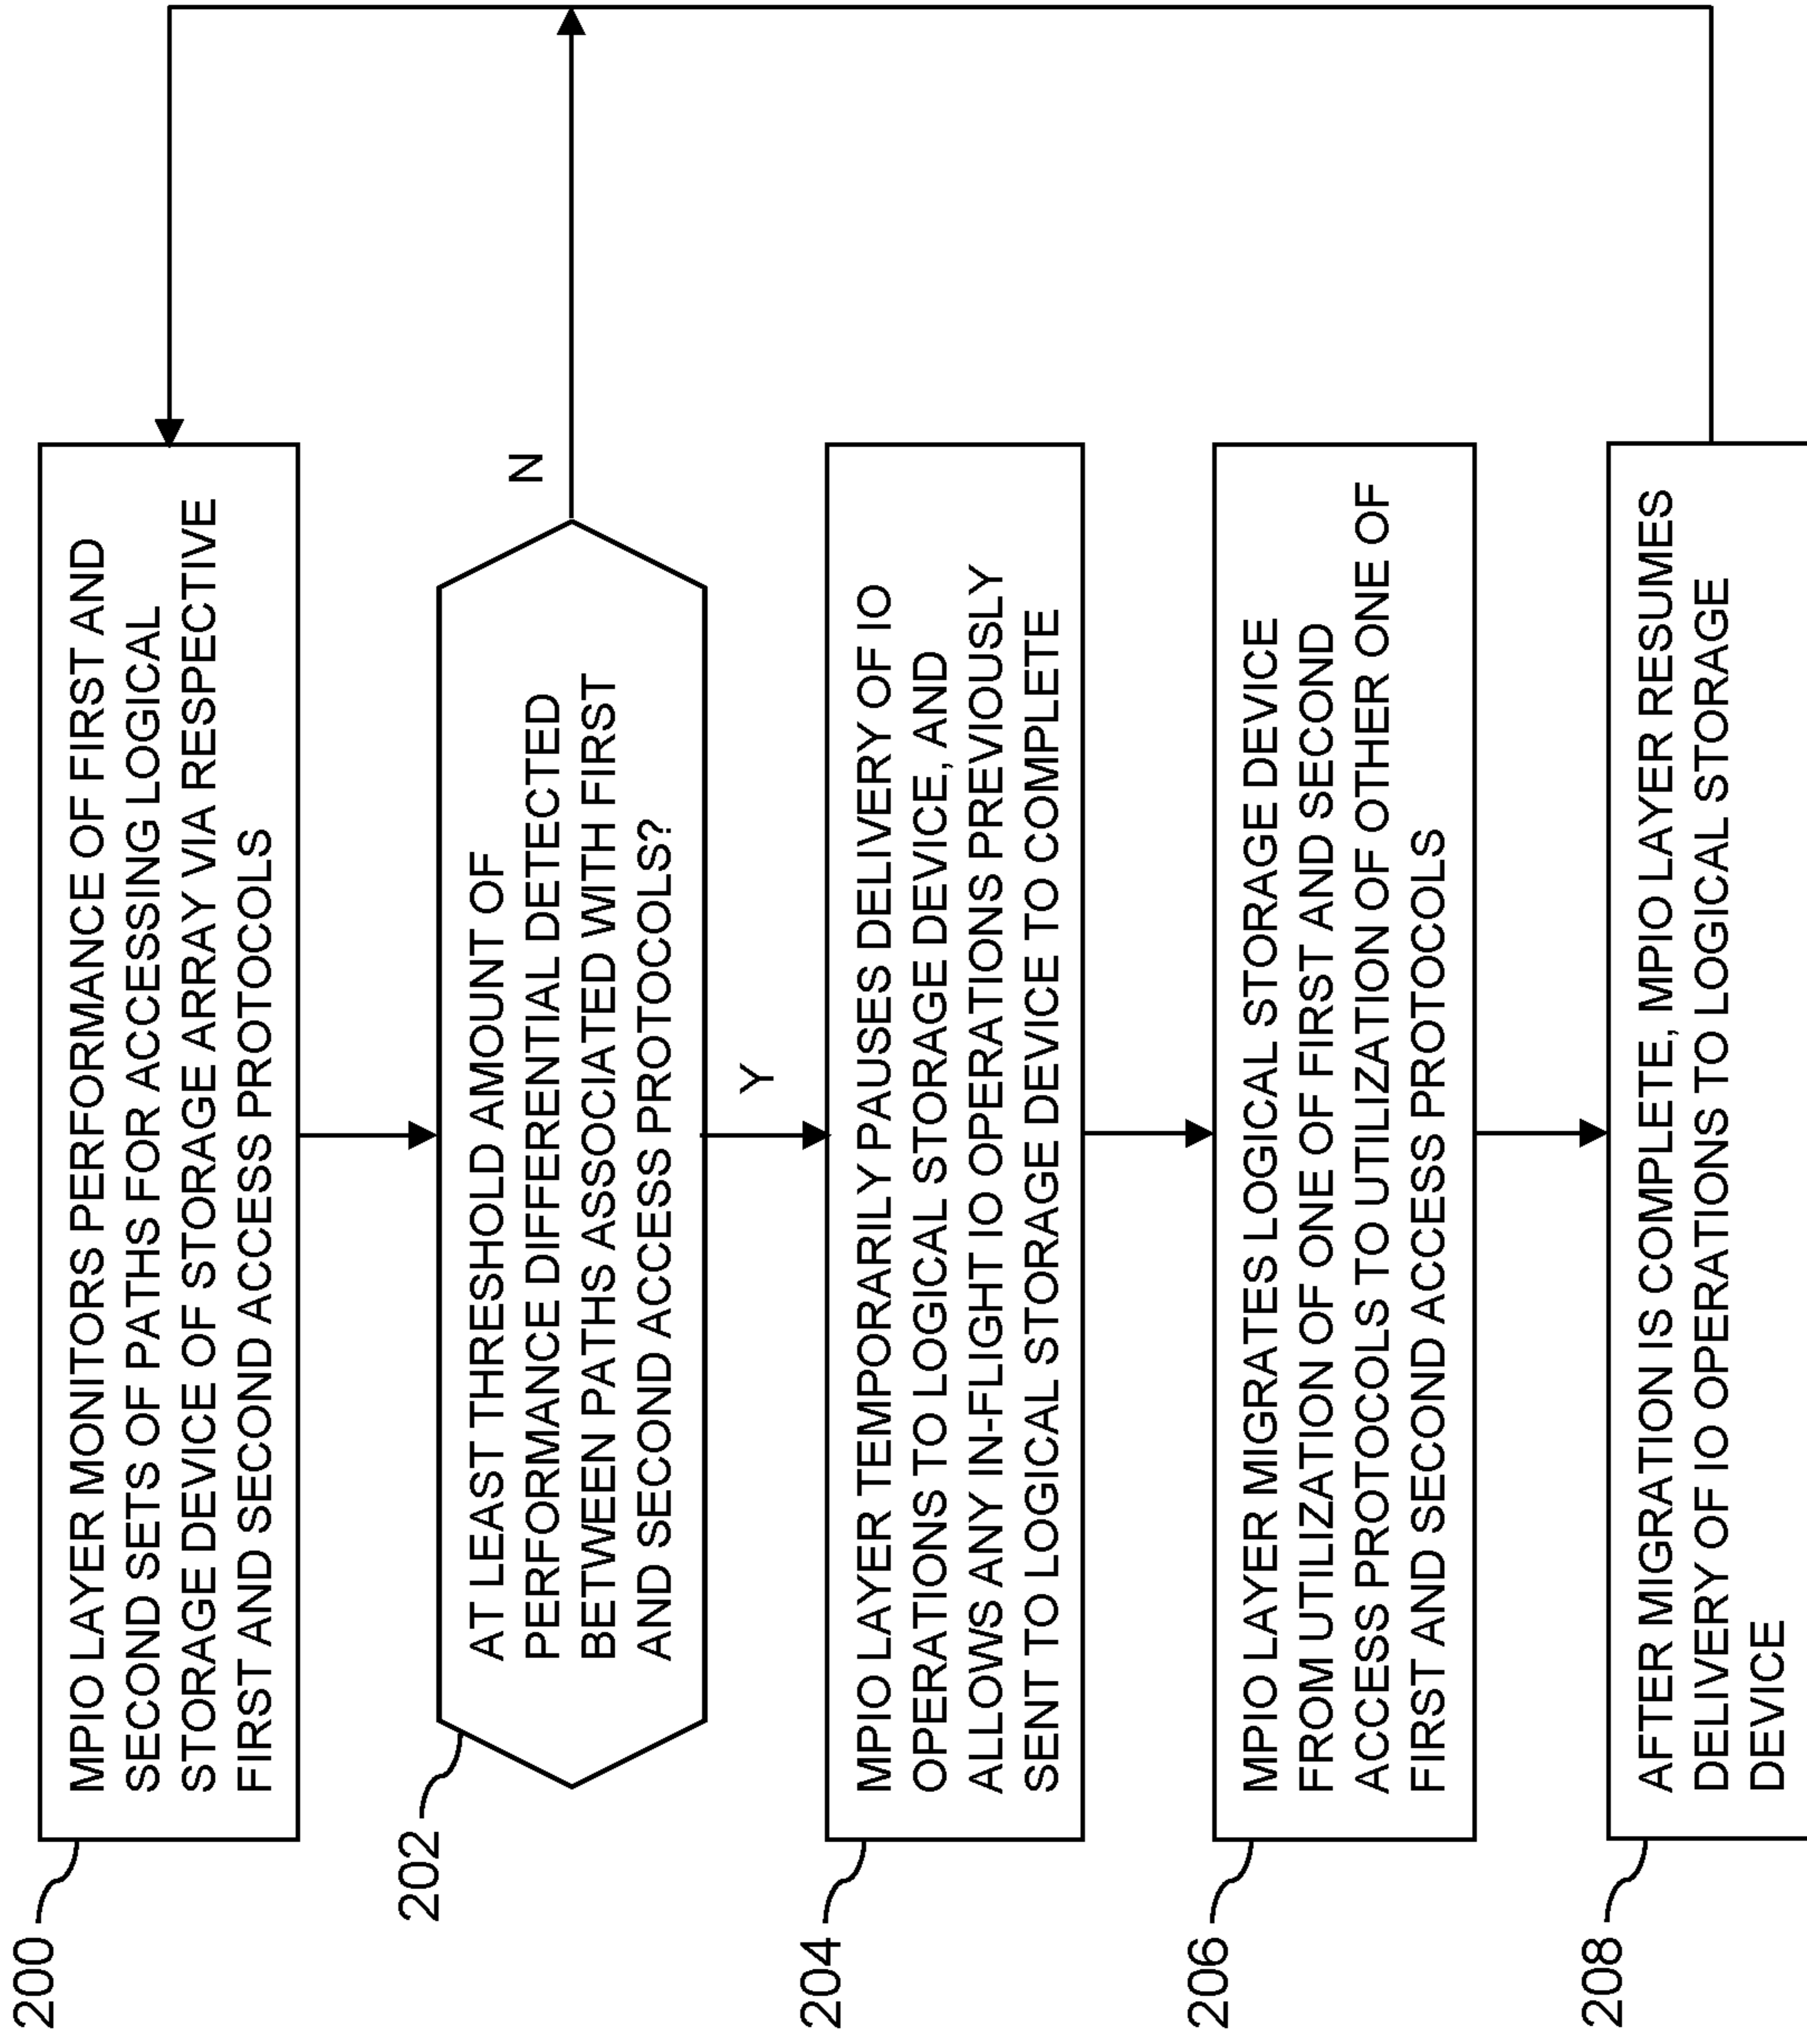 200
MPIO LAYER MONITORS PERFORMANCE OF FIRST AND
SECOND SETS OF PATHS FOR ACCESSING LOGICAL
STORAGE DEVICE OF STORAGE ARRAY VIA RESPECTIVE
FIRST AND SECOND ACCESS PROTOCOLS
202
AT LEAST THRESHOLD AMOUNT OF
PERFORMANCE DIFFERENTIAL DETECTED
BETWEEN PATHS ASSOCIATED WITH FIRST
AND SECOND ACCESS PROTOCOLS?
N
Y
204
MPIO LAYER TEMPORARILY PAUSES DELIVERY OF IO
OPERATIONS TO LOGICAL STORAGE DEVICE, AND
ALLOWS ANY IN-FLIGHT IO OPERATIONS PREVIOUSLY
SENT TO LOGICAL STORAGE DEVICE TO COMPLETE
206
MPIO LAYER MIGRATES LOGICAL STORAGE DEVICE
FROM UTILIZATION OF ONE OF FIRST AND SECOND
ACCESS PROTOCOLS TO UTILIZATION OF OTHER ONE OF
FIRST AND SECOND ACCESS PROTOCOLS
208
AFTER MIGRATION IS COMPLETE, MPIO LAYER RESUMES
DELIVERY OF IO OPERATIONS TO LOGICAL STORAGE
DEVICE